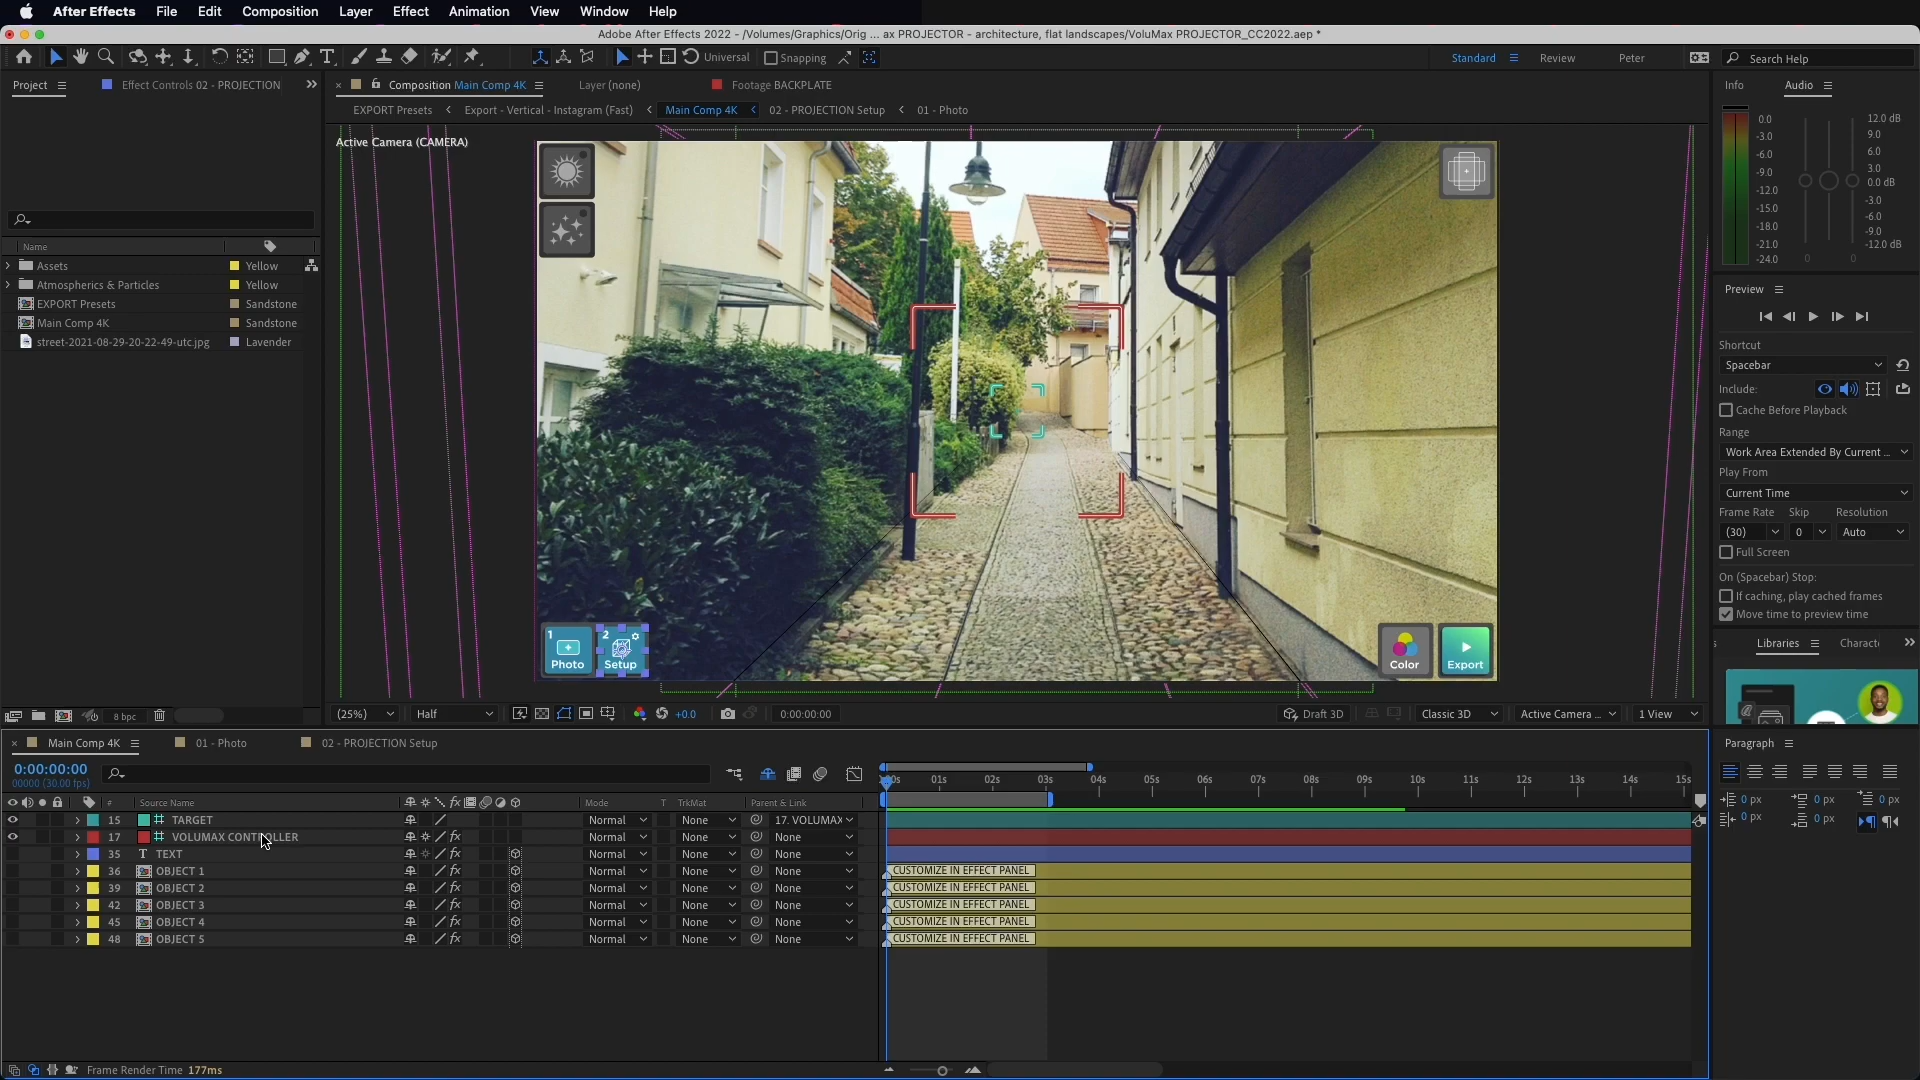 After Effects File Edit Composition Layer Effect Animation View Window Help
Adobe After Effects 2022 - /Volumes/Graphics/Orig ... ax PROJECTOR - architecture, flat landscapes/VoluMax PROJECTOR_CC2022.aep *
Universal Snapping Standard Review Peter Search Help
Project Effect Controls 02 - PROJECTION Composition Main Comp 4K Layer (none) Footage BACKPLATE Info Audio
EXPORT Presets Export - Vertical - Instagram (Fast) Main Comp 4K 02 - PROJECTION Setup 01 - Photo
Active Camera (CAMERA)
0.0 12.0 dB
-3.0 9.0
-6.0 6.0
-9.0 3.0
-12.0 0.0 dB
-15.0 -3.0
-18.0 -6.0
-21.0 -9.0
-24.0 0 0 -12.0 dB
Name
Assets Yellow
Atmospherics & Particles Yellow
EXPORT Presets Sandstone
Main Comp 4K Sandstone
street-2021-08-29-20-22-49-utc.jpg Lavender
Preview
Shortcut
Spacebar
Include:
Cache Before Playback
Range
Work Area Extended By Current ...
Play From
Current Time
Frame Rate Skip Resolution
(30) 0 Auto
Full Screen
On (Spacebar) Stop:
If caching, play cached frames
Move time to preview time
1 Photo
2 Setup
Color
Export
s Libraries Characte
8 bpc
(25%) Half +0.0 0:00:00:00 Draft 3D Classic 3D Active Camera ... 1 View
Main Comp 4K 01 - Photo 02 - PROJECTION Setup Paragraph
0:00:00:00
00000 (30.00 fps)
:00s 01s 02s 03s 04s 05s 06s 07s 08s 09s 10s 11s 12s 13s 14s 15s
# Source Name fx Mode T TrkMat Parent & Link
15 TARGET Normal None 17. VOLUMAX
17 VOLUMAX CONTROLLER fx Normal None None
35 T TEXT fx Normal None None
36 OBJECT 1 fx Normal None None CUSTOMIZE IN EFFECT PANEL
39 OBJECT 2 fx Normal None None CUSTOMIZE IN EFFECT PANEL
42 OBJECT 3 fx Normal None None CUSTOMIZE IN EFFECT PANEL
45 OBJECT 4 fx Normal None None CUSTOMIZE IN EFFECT PANEL
48 OBJECT 5 fx Normal None None CUSTOMIZE IN EFFECT PANEL
0 px 0 px 0 px
0 px 0 px
Frame Render Time 177ms